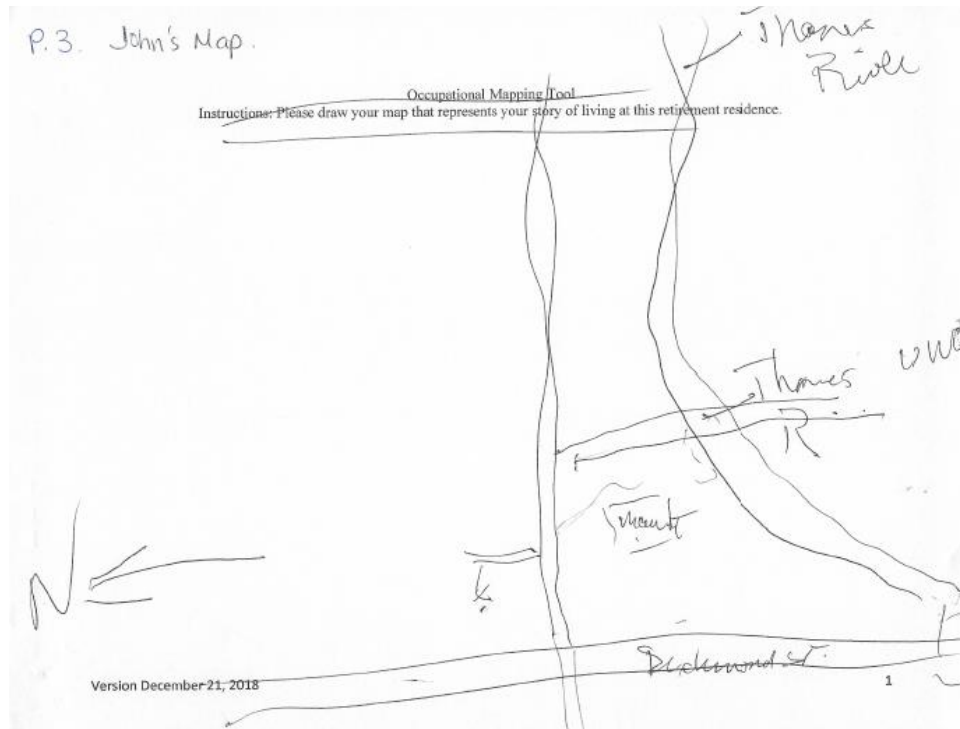 P.3. John's Map.
Thames
River
Occupational Mapping Tool
Instructions: Please draw your map that represents your story of living at this retirement residence.
Thames
R
UWO
N
Richmond St.
Version December 21, 2018
1